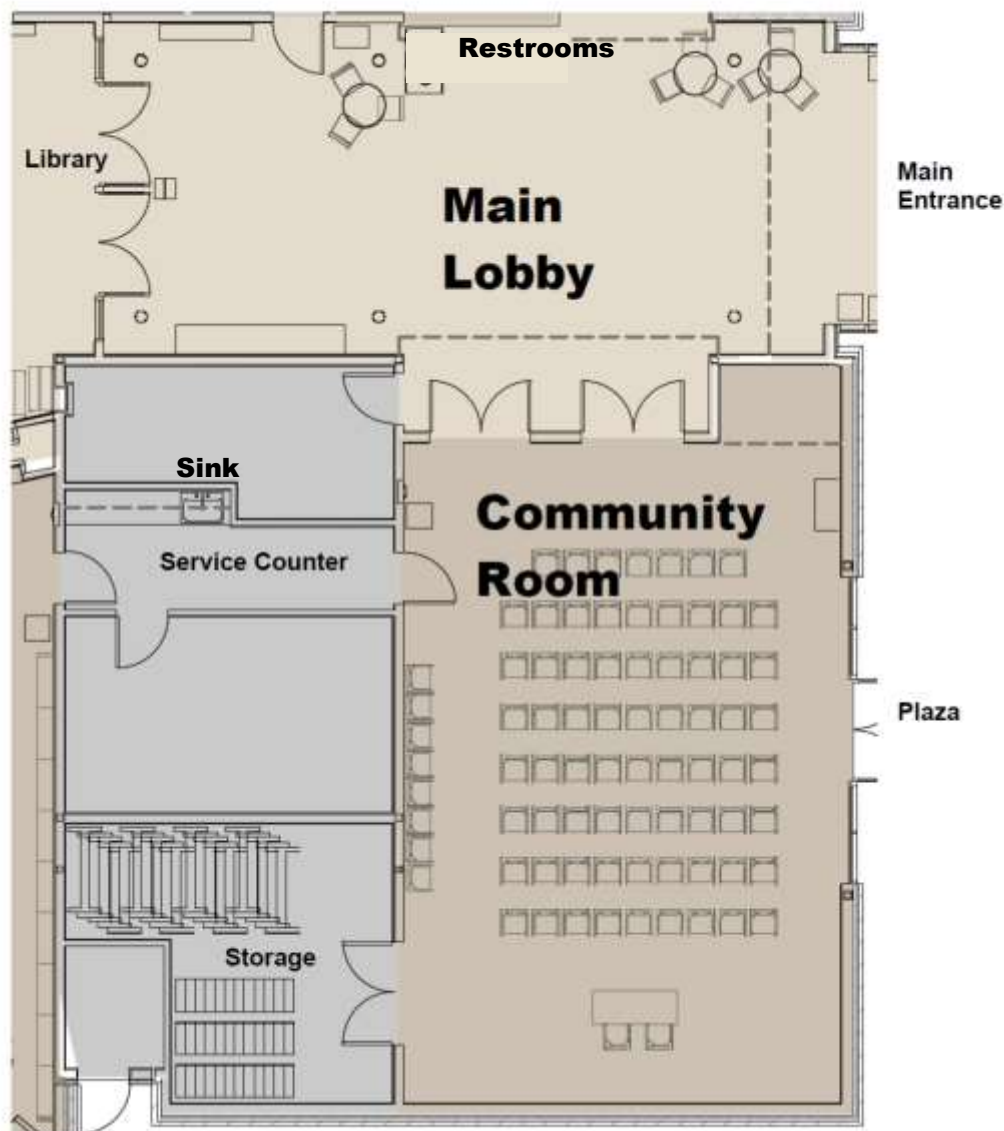 Restrooms
Library
Main
Entrance
Main
Lobby
Sink
Community
Room
Service Counter
Plaza
Storage